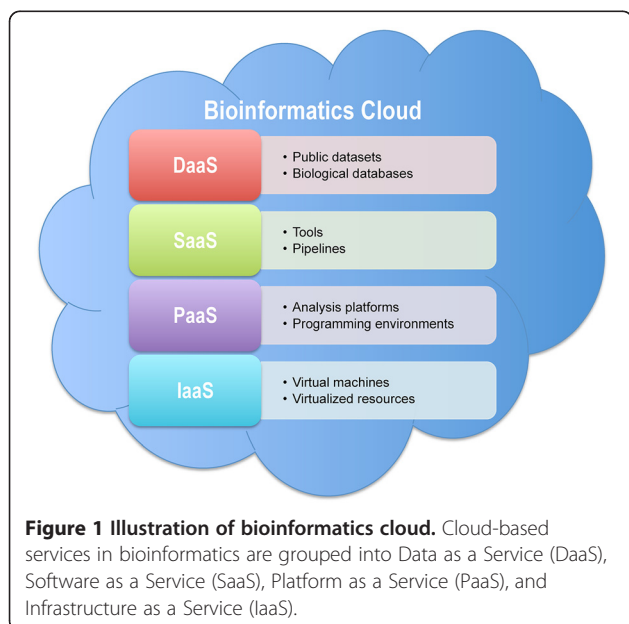 Bioinformatics Cloud
DaaS
• Public datasets
• Biological databases
SaaS
• Tools
• Pipelines
PaaS
• Analysis platforms
• Programming environments
IaaS
• Virtual machines
• Virtualized resources
Figure 1 Illustration of bioinformatics cloud. Cloud-based
services in bioinformatics are grouped into Data as a Service (DaaS),
Software as a Service (SaaS), Platform as a Service (PaaS), and
Infrastructure as a Service (IaaS).